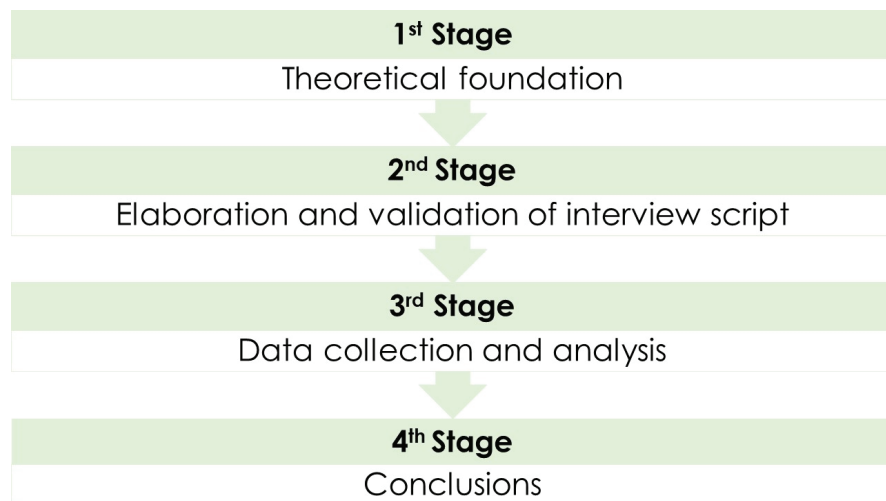 1st Stage
Theoretical foundation
2nd Stage
Elaboration and validation of interview script
3rd Stage
Data collection and analysis
4th Stage
Conclusions